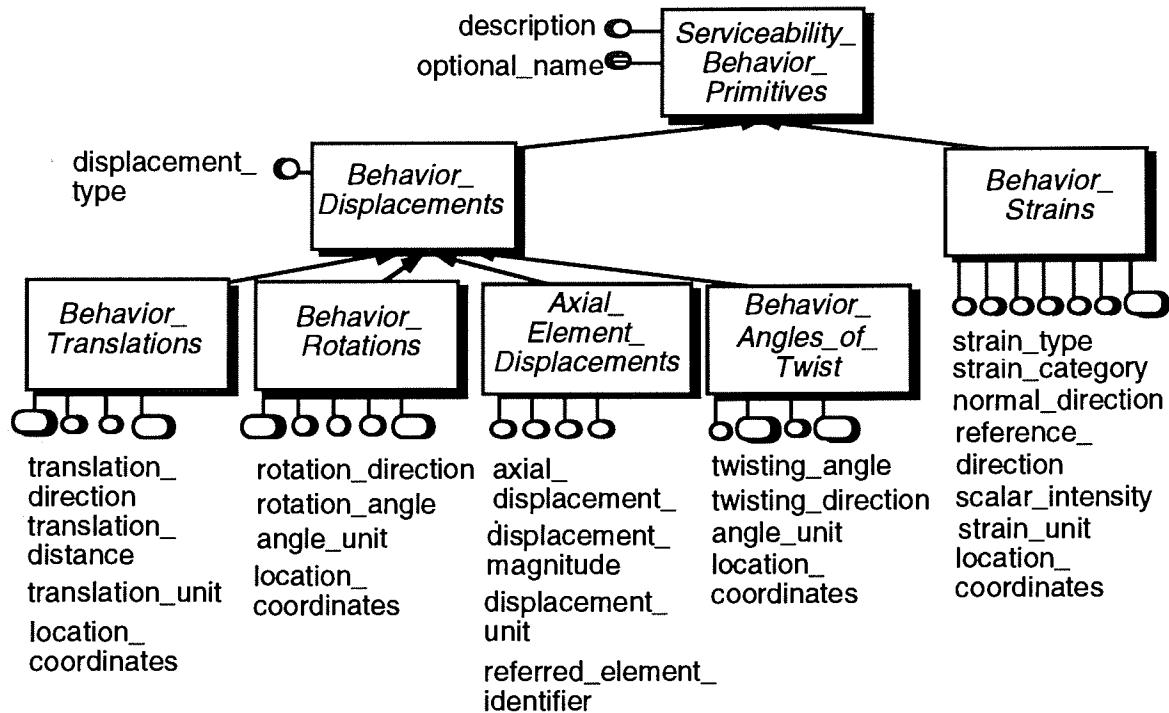 description
optional_name
Serviceability_
Behavior_
Primitives
displacement_
type
Behavior_
Displacements
Behavior_
Strains
Behavior_
Translations
Behavior_
Rotations
Axial_
Element_
Displacements
Behavior_
Angles_of_
Twist
translation_
direction
translation_
distance
translation_unit
location_
coordinates
rotation_direction
rotation_angle
angle_unit
location_
coordinates
axial_
displacement_
displacement_
magnitude
displacement_
unit
referred_element_
identifier
twisting_angle
twisting_direction
angle_unit
location_
coordinates
strain_type
strain_category
normal_direction
reference_
direction
scalar_intensity
strain_unit
location_
coordinates